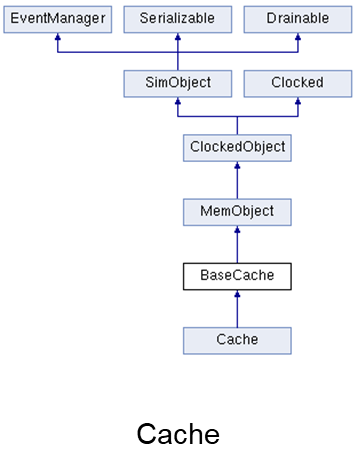 EventManager Serializable Drainable
SimObject Clocked
ClockedObject
MemObject
BaseCache
Cache
Cache